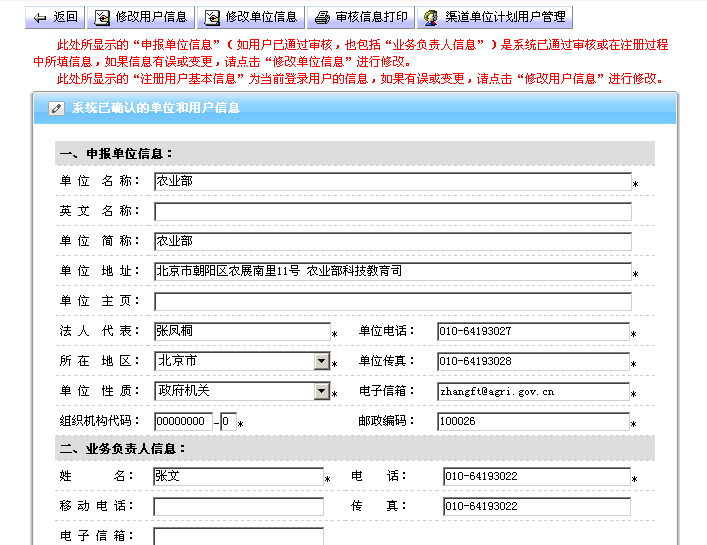 返回 修改用户信息 修改单位信息 审核信息打印 渠道单位计划用户管理
此处所显示的“申报单位信息”(如用户已通过审核，也包括“业务负责人信息”)是系统已通过审核或在注册过程
中所填信息，如果信息有误或变更，请点击“修改单位信息”进行修改。
此处所显示的“注册用户基本信息”为当前登录用户的信息，如果有误或变更，请点击“修改用户信息”进行修改。
系统已确认的单位和用户信息
一、申报单位信息：
单 位 名 称： 农业部 *
英 文 名 称：
单 位 简 称： 农业部
单 位 地 址： 北京市朝阳区农展南里11号 农业部科技教育司 *
单 位 主 页：
法 人 代 表： 张凤桐 * 单位电话： 010-64193027 *
所 在 地 区： 北京市 * 单位传真： 010-64193028 *
单 位 性 质： 政府机关 * 电子信箱： zhangft@agri.gov.cn *
组织机构代码： 00000000 - 0 * 邮政编码： 100026 *
二、业务负责人信息：
姓 名： 张文 * 电 话： 010-64193022 *
移 动 电 话： 传 真： 010-64193022
电 子 信 箱：